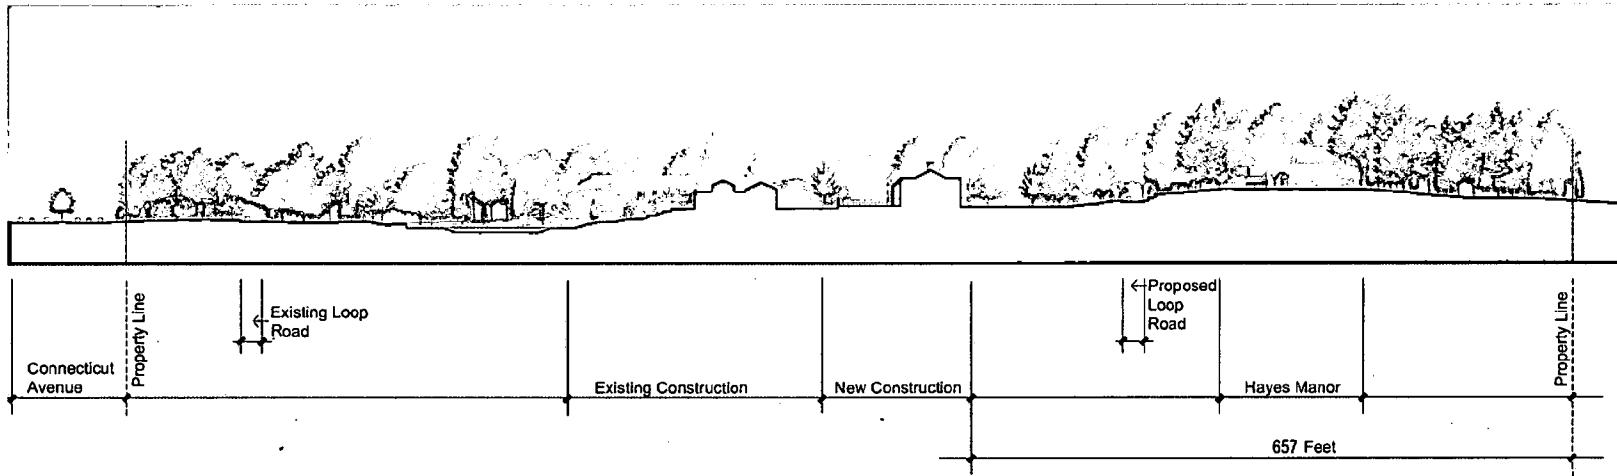 Connecticut
Avenue
Property Line
Existing Loop
Road
Existing Construction
New Construction
Proposed
Loop
Road
Hayes Manor
Property Line
657 Feet